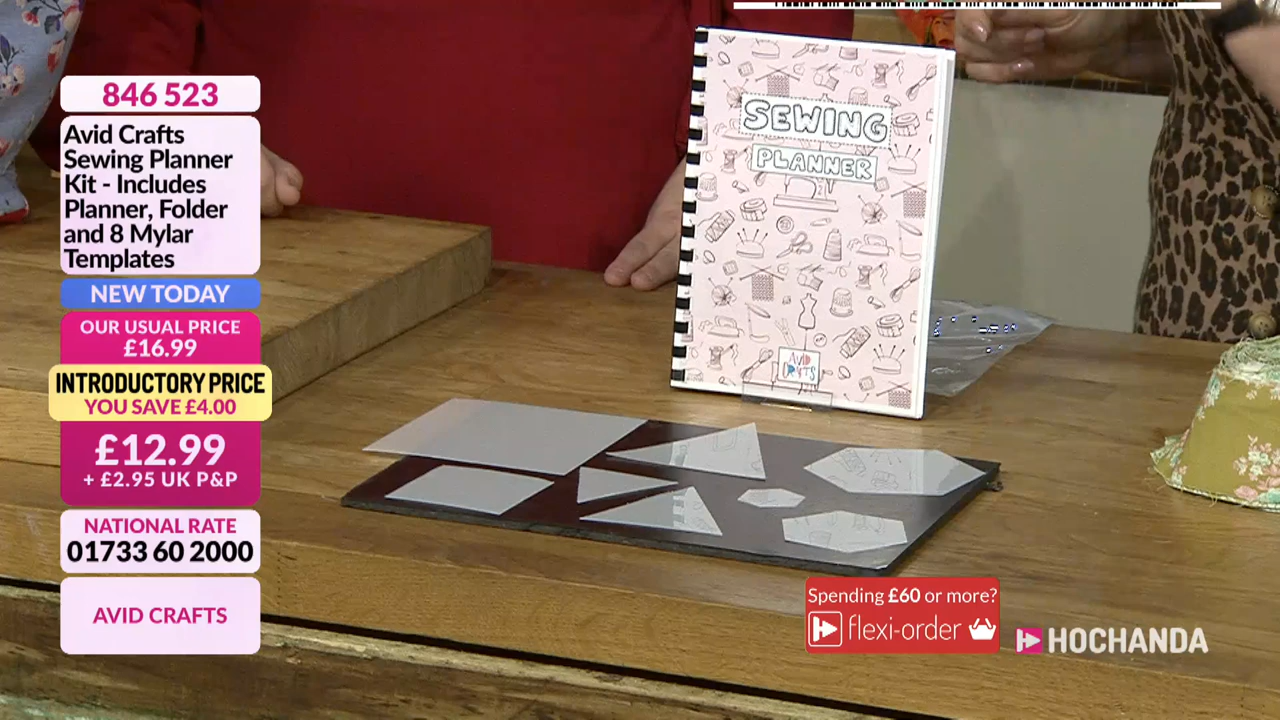 846 523
Avid Crafts
Sewing Planner
Kit - Includes
Planner, Folder
and 8 Mylar
Templates
NEW TODAY
OUR USUAL PRICE
£16.99
INTRODUCTORY PRICE
YOU SAVE £4.00
£12.99
+ £2.95 UK P&P
NATIONAL RATE
01733 60 2000
AVID CRAFTS
SEWING
PLANNER
AVID
CRAFTS
Spending £60 or more?
flexi-order
HOCHANDA